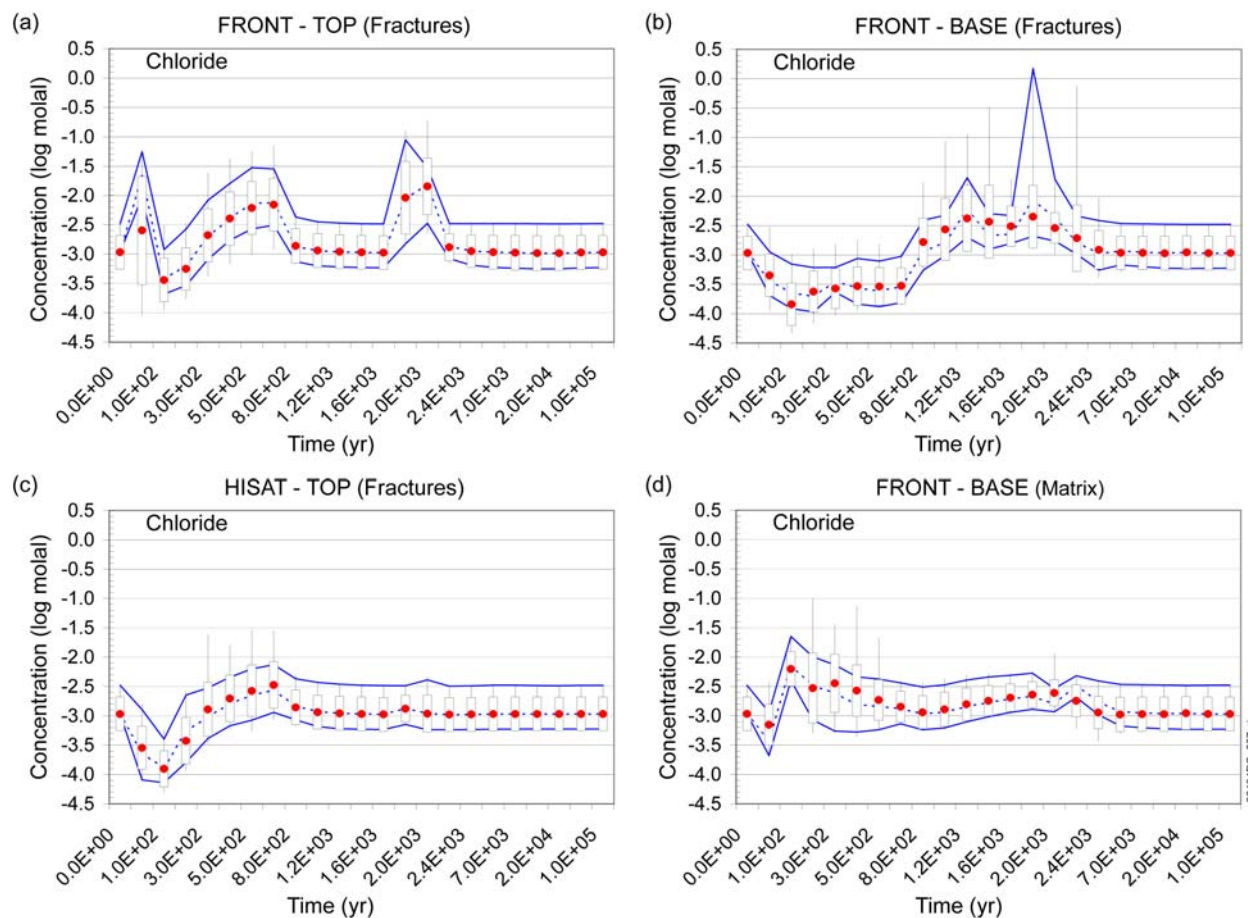 (a) FRONT - TOP (Fractures)
Chloride
Concentration (log molal)
0.5
0.0
-0.5
-1.0
-1.5
-2.0
-2.5
-3.0
-3.5
-4.0
-4.5
0.0E+00 1.0E+02 3.0E+02 5.0E+02 8.0E+02 1.2E+03 1.6E+03 2.0E+03 2.4E+03 7.0E+03 2.0E+04 1.0E+05
Time (yr)
(b) FRONT - BASE (Fractures)
Chloride
Concentration (log molal)
0.5
0.0
-0.5
-1.0
-1.5
-2.0
-2.5
-3.0
-3.5
-4.0
-4.5
0.0E+00 1.0E+02 3.0E+02 5.0E+02 8.0E+02 1.2E+03 1.6E+03 2.0E+03 2.4E+03 7.0E+03 2.0E+04 1.0E+05
Time (yr)
(c) HISAT - TOP (Fractures)
Chloride
Concentration (log molal)
0.5
0.0
-0.5
-1.0
-1.5
-2.0
-2.5
-3.0
-3.5
-4.0
-4.5
0.0E+00 1.0E+02 3.0E+02 5.0E+02 8.0E+02 1.2E+03 1.6E+03 2.0E+03 2.4E+03 7.0E+03 2.0E+04 1.0E+05
Time (yr)
(d) FRONT - BASE (Matrix)
Chloride
Concentration (log molal)
0.5
0.0
-0.5
-1.0
-1.5
-2.0
-2.5
-3.0
-3.5
-4.0
-4.5
0.0E+00 1.0E+02 3.0E+02 5.0E+02 8.0E+02 1.2E+03 1.6E+03 2.0E+03 2.4E+03 7.0E+03 2.0E+04 1.0E+05
Time (yr)